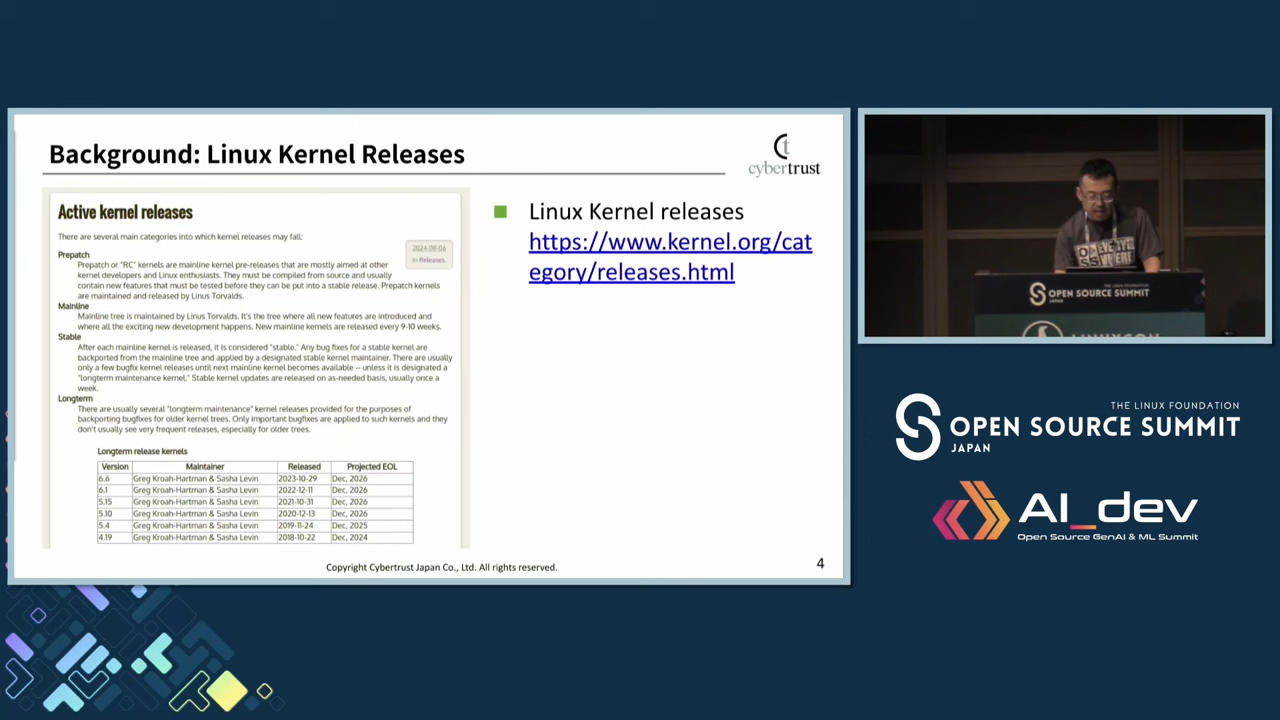 Background: Linux Kernel Releases
cybertrust
Active kernel releases
There are several main categories into which kernel releases may fall:
2024-08-06
in Releases.
Prepatch
Prepatch or "RC" kernels are mainline kernel pre-releases that are mostly aimed at other
kernel developers and Linux enthusiasts. They must be compiled from source and usually
contain new features that must be tested before they can be put into a stable release. Prepatch kernels
are maintained and released by Linus Torvalds.
Mainline
Mainline tree is maintained by Linus Torvalds. It's the tree where all new features are introduced and
where all the exciting new development happens. New mainline kernels are released every 9-10 weeks.
Stable
After each mainline kernel is released, it is considered "stable." Any bug fixes for a stable kernel are
backported from the mainline tree and applied by a designated stable kernel maintainer. There are usually
only a few bugfix kernel releases until next mainline kernel becomes available -- unless it is designated a
"longterm maintenance kernel." Stable kernel updates are released on as-needed basis, usually once a
week.
Longterm
There are usually several "longterm maintenance" kernel releases provided for the purposes of
backporting bugfixes for older kernel trees. Only important bugfixes are applied to such kernels and they
don't usually see very frequent releases, especially for older trees.
Longterm release kernels
Version Maintainer Released Projected EOL
6.6 Greg Kroah-Hartman & Sasha Levin 2023-10-29 Dec, 2026
6.1 Greg Kroah-Hartman & Sasha Levin 2022-12-11 Dec, 2026
5.15 Greg Kroah-Hartman & Sasha Levin 2021-10-31 Dec, 2026
5.10 Greg Kroah-Hartman & Sasha Levin 2020-12-13 Dec, 2026
5.4 Greg Kroah-Hartman & Sasha Levin 2019-11-24 Dec, 2025
4.19 Greg Kroah-Hartman & Sasha Levin 2018-10-22 Dec, 2024
Linux Kernel releases
https://www.kernel.org/cat
egory/releases.html
Copyright Cybertrust Japan Co., Ltd. All rights reserved.
4
OPEN SOURCE SUMMIT
JAPAN
THE LINUX FOUNDATION
OPEN SOURCE SUMMIT
JAPAN
AI_dev
Open Source GenAI & ML Summit